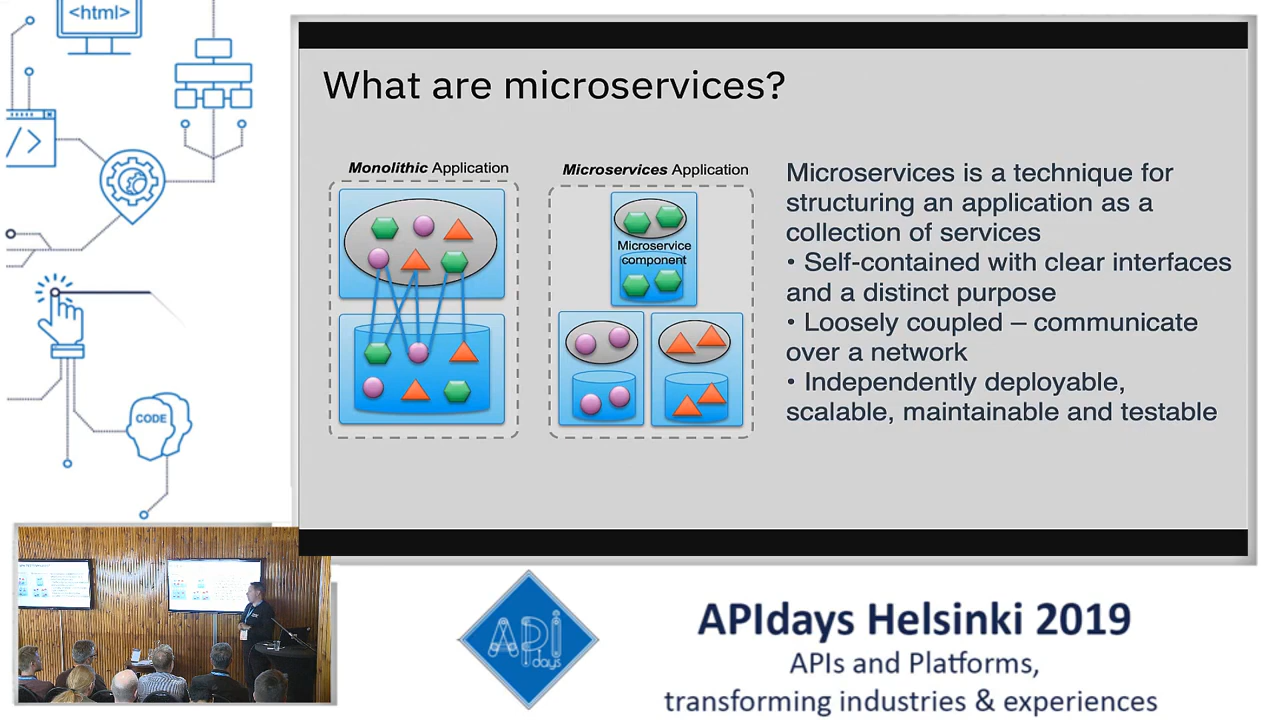 <html>
What are microservices?
Monolithic Application
Microservices Application
Microservice
component
Microservices is a technique for
structuring an application as a
collection of services
• Self-contained with clear interfaces
and a distinct purpose
• Loosely coupled – communicate
over a network
• Independently deployable,
scalable, maintainable and testable
/>
CODE
API
days
APIdays Helsinki 2019
APIs and Platforms,
transforming industries & experiences